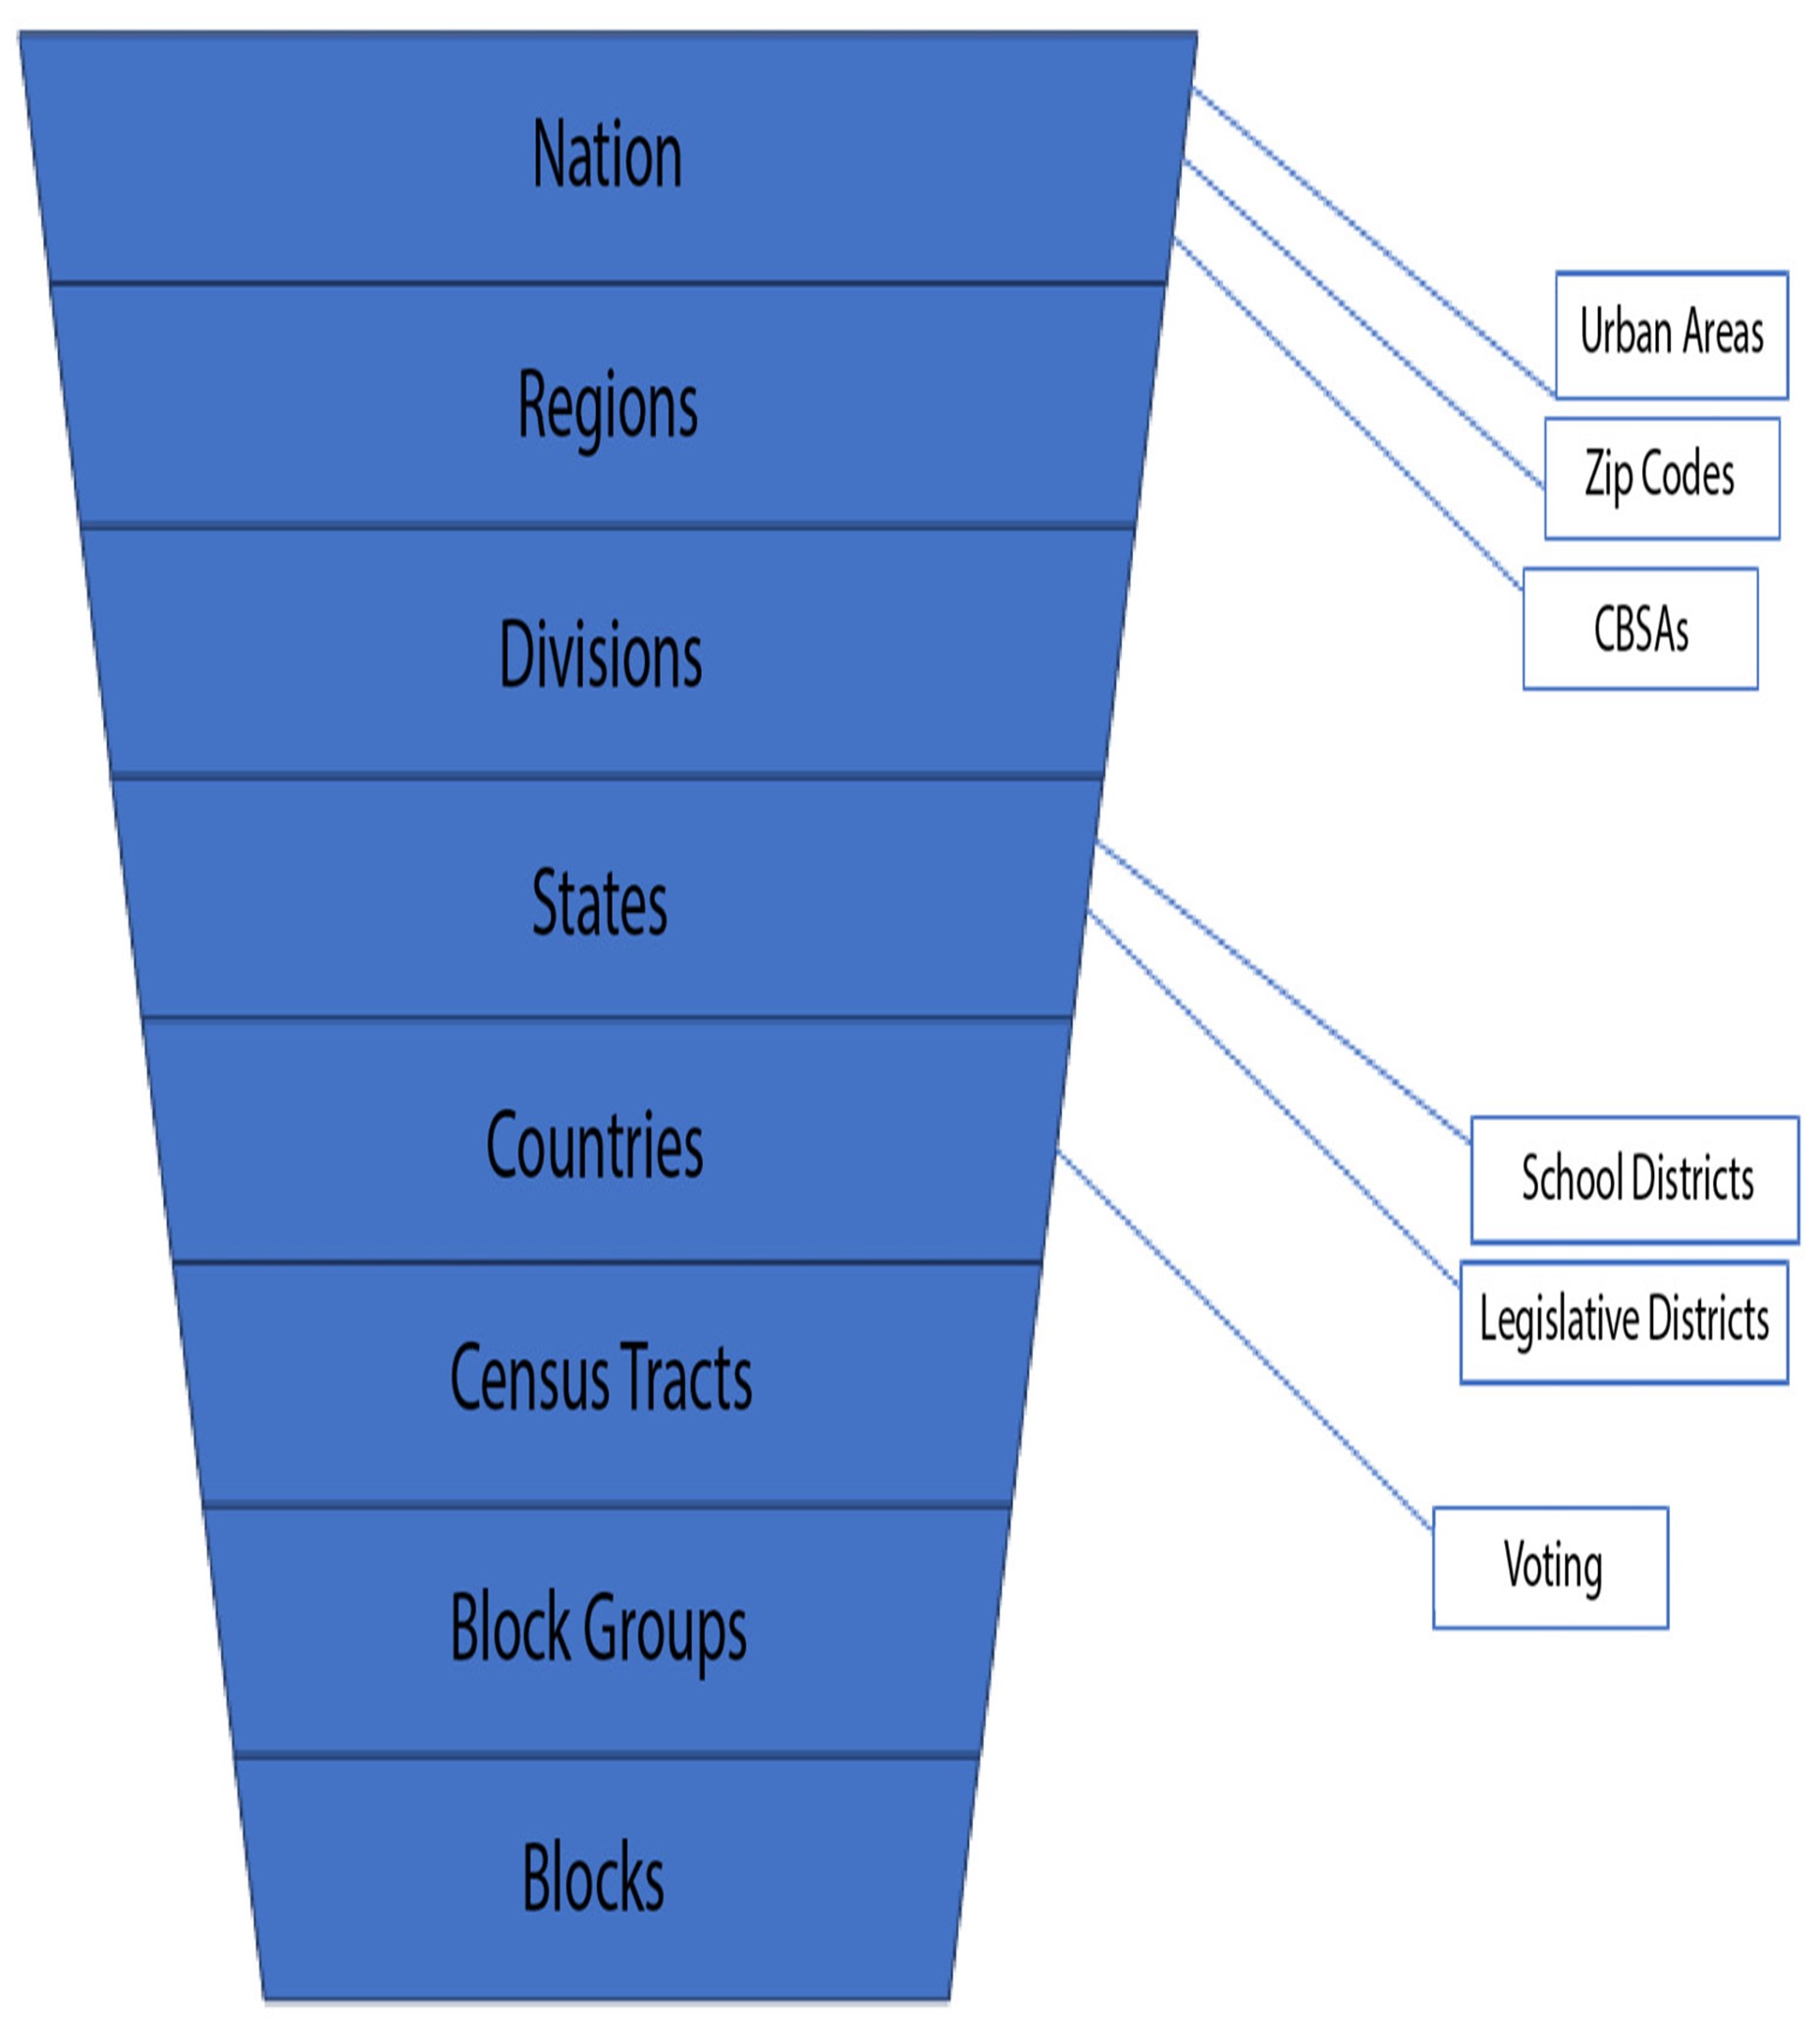 Nation
Regions
Divisions
States
Countries
Census Tracts
Block Groups
Blocks
Urban Areas
Zip Codes
CBSAs
School Districts
Legislative Districts
Voting